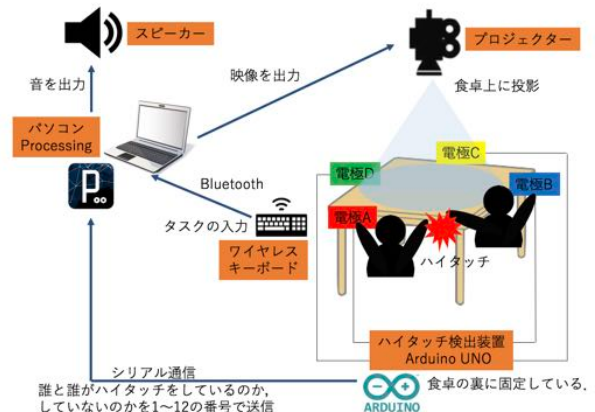 スピーカー
プロジェクター
音を出力
映像を出力
食卓上に投影
パソコン
Processing
Bluetooth
タスクの入力
ワイヤレス
キーボード
電極C
電極D
電極B
電極A
ハイタッチ
ハイタッチ検出装置
Arduino UNO
シリアル通信
誰と誰がハイタッチをしているのか,
していないのかを1〜12の番号で送信
ARDUINO
食卓の裏に固定している.